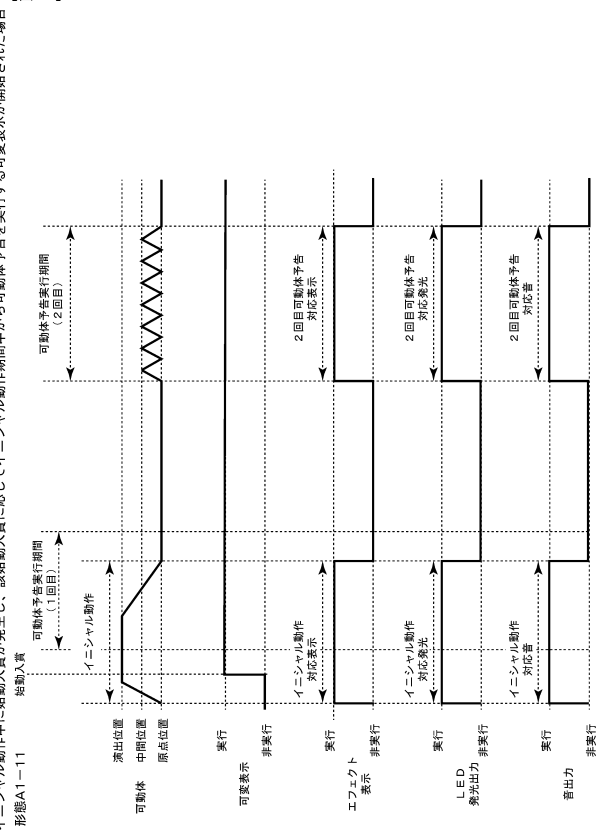 イニシャル動作中に始動入賞が発生し、該始動入賞に応じてイニシャル動作期間中から可動体予告を実行する可変表示が開始された場合
形態A1-11
始動入賞
可動体予告実行期間
(1回目)
可動体予告実行期間
(2回目)
イニシャル動作
可動体
演出位置
中間位置
原点位置
可変表示
実行
非実行
エフェクト
表示
実行
非実行
イニシャル動作
対応表示
2回目可動体予告
対応表示
LED
発光出力
実行
非実行
イニシャル動作
対応発光
2回目可動体予告
対応発光
音出力
実行
非実行
イニシャル動作
対応音
2回目可動体予告
対応音